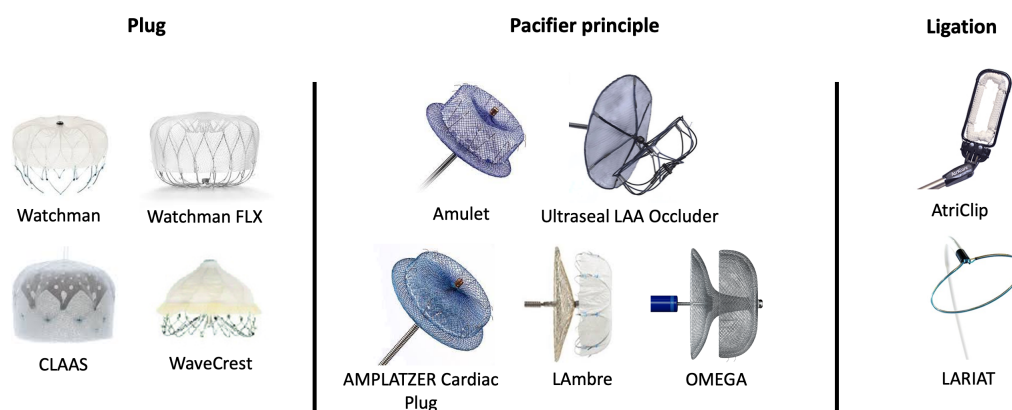 Plug
Pacifier principle
Ligation
Watchman
Watchman FLX
Amulet
Ultraseal LAA Occluder
AtriClip
CLAAS
WaveCrest
AMPLATZER Cardiac
Plug
LAmbre
OMEGA
LARIAT